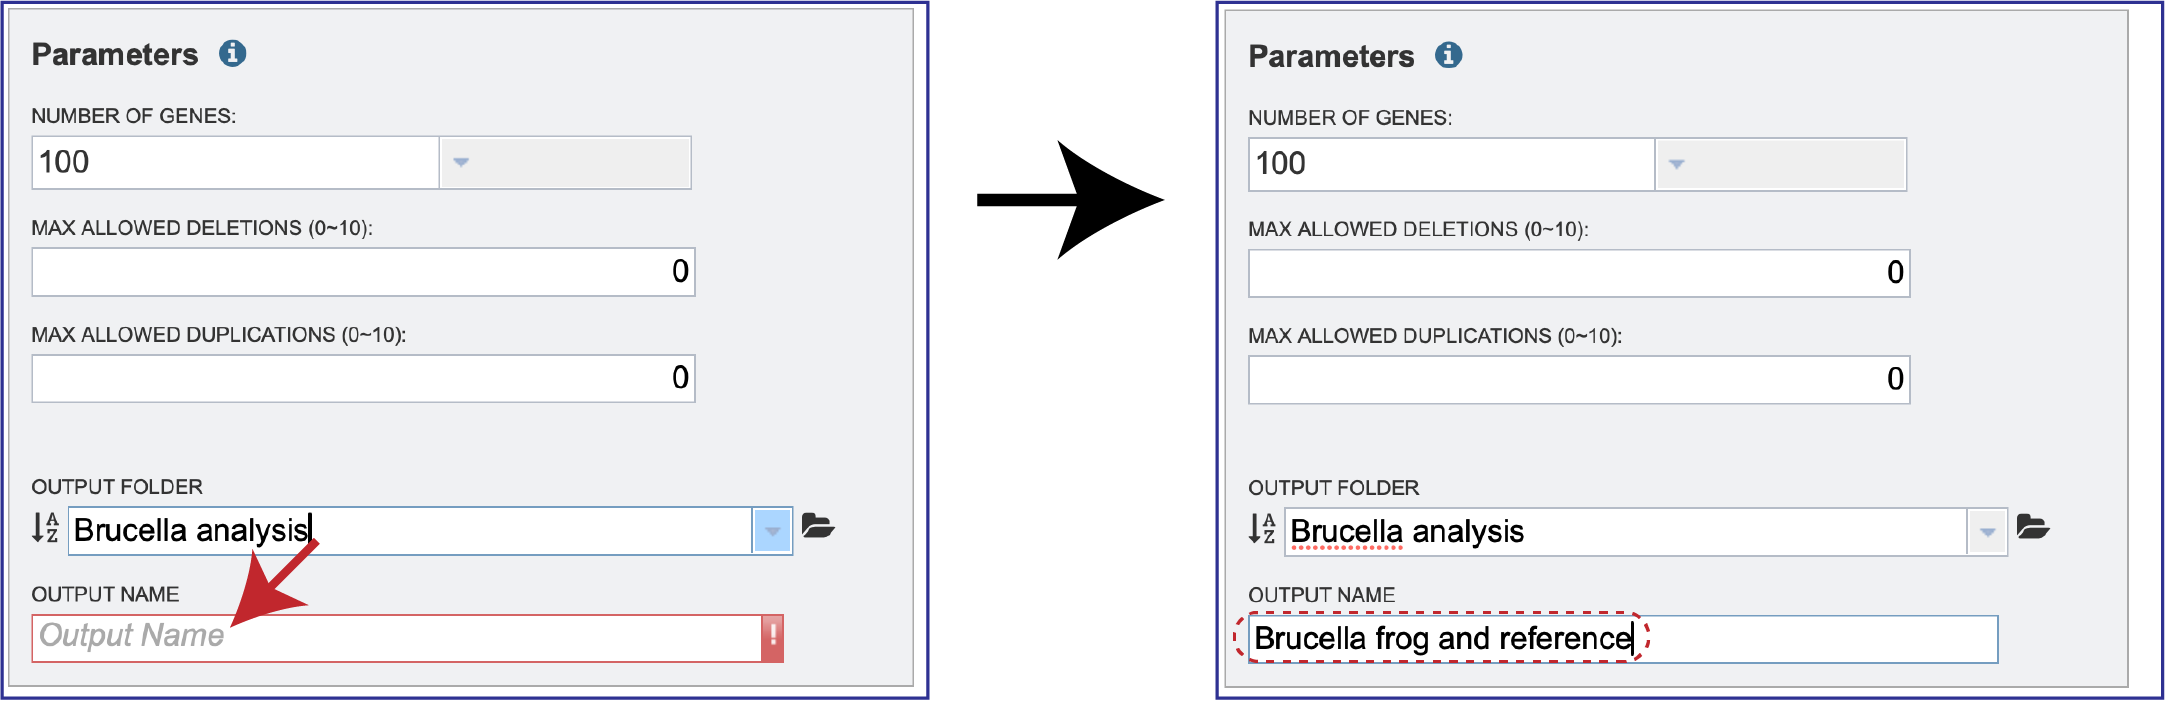 Parameters
NUMBER OF GENES:
100
MAX ALLOWED DELETIONS (0~10):
0
MAX ALLOWED DUPLICATIONS (0~10):
0
OUTPUT FOLDER
A
Z
Brucella analysis
OUTPUT NAME
Output Name
!
Parameters
NUMBER OF GENES:
100
MAX ALLOWED DELETIONS (0~10):
0
MAX ALLOWED DUPLICATIONS (0~10):
0
OUTPUT FOLDER
A
Z
Brucella analysis
OUTPUT NAME
Brucella frog and reference